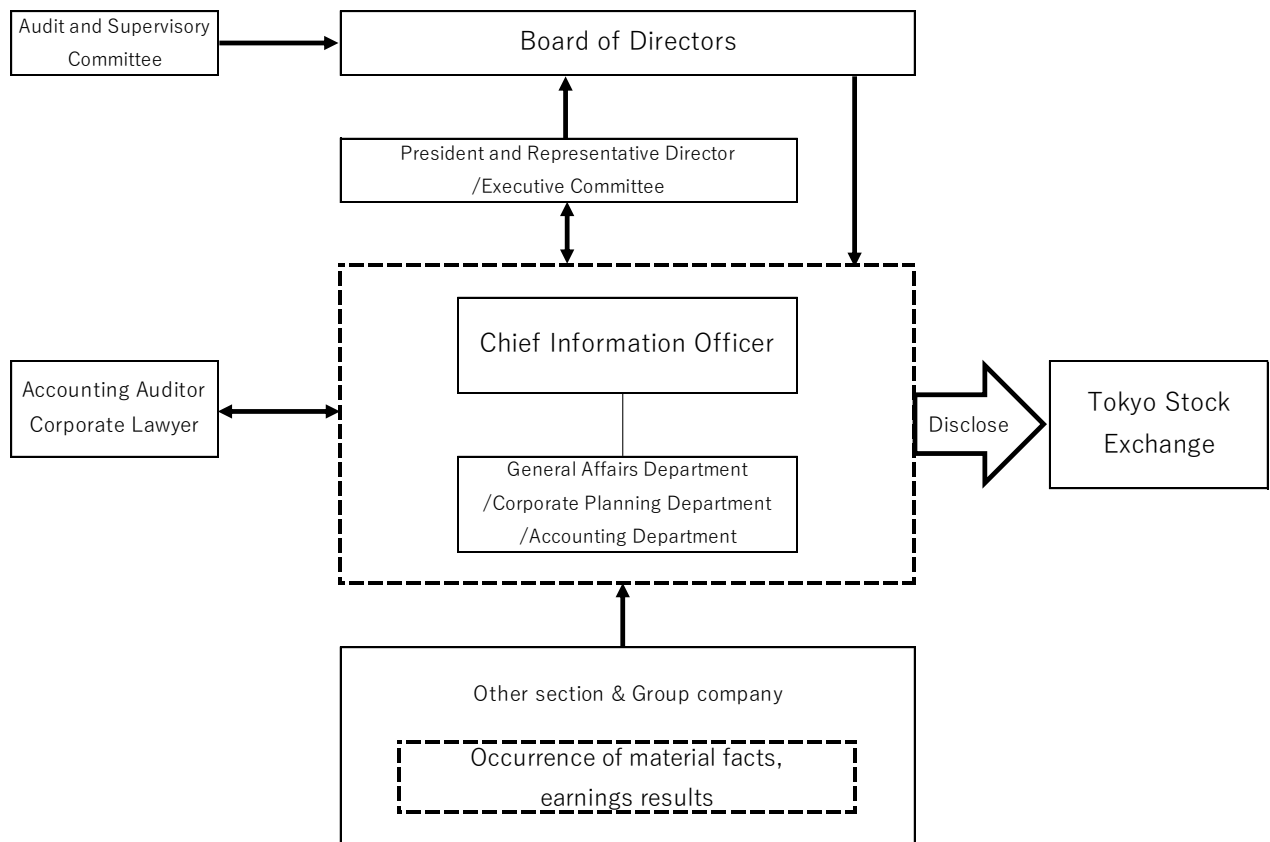 Audit and Supervisory
Committee
Board of Directors
President and Representative Director
/Executive Committee
Chief Information Officer
Accounting Auditor
Corporate Lawyer
Disclose
Tokyo Stock
Exchange
General Affairs Department
/Corporate Planning Department
/Accounting Department
Other section & Group company
Occurrence of material facts,
earnings results